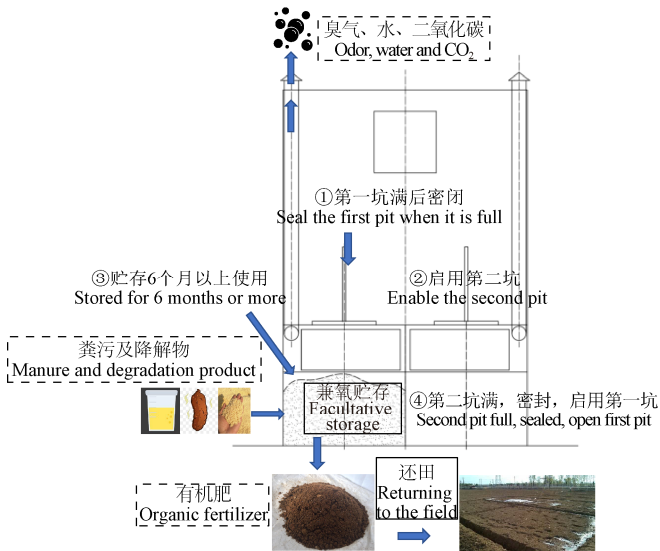 臭气、水、二氧化碳
Odor, water and CO₂
①第一坑满后密闭
Seal the first pit when it is full
③贮存6个月以上使用
Stored for 6 months or more
②启用第二坑
Enable the second pit
粪污及降解物
Manure and degradation product
兼氧贮存
Facultative
storage
④第二坑满，密封，启用第一坑
Second pit full, sealed, open first pit
有机肥
Organic fertilizer
还田
Returning
to the field